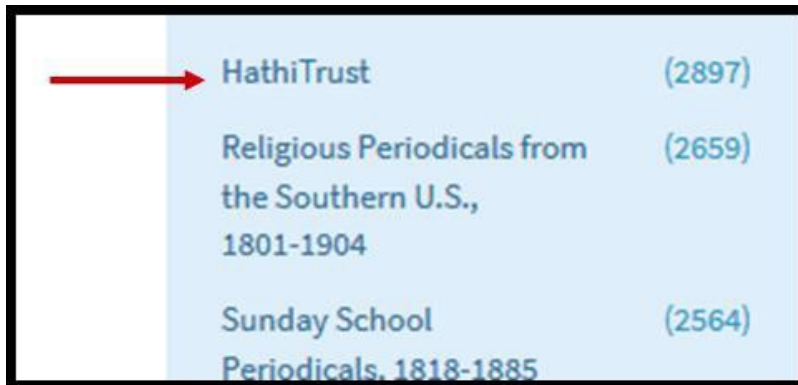 HathiTrust (2897)
Religious Periodicals from (2659)
the Southern U.S.,
1801-1904
Sunday School (2564)
Periodicals, 1818-1885